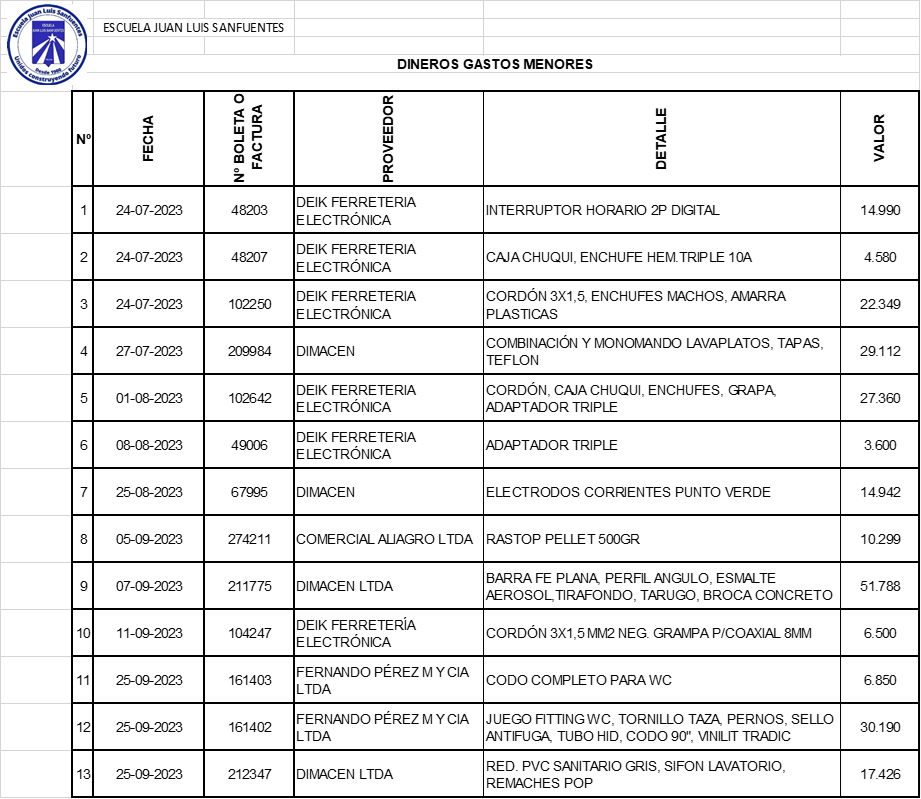 Escuela Juan Luis Sanfuentes
ESCUELA
JUAN LUIS SANFUENTES
Desde 1900
Unidos construyendo futuro
ESCUELA JUAN LUIS SANFUENTES
DINEROS GASTOS MENORES
Nº FECHA Nº BOLETA O FACTURA PROVEEDOR DETALLE VALOR
1 24-07-2023 48203 DEIK FERRETERIA ELECTRÓNICA INTERRUPTOR HORARIO 2P DIGITAL 14.990
2 24-07-2023 48207 DEIK FERRETERIA ELECTRÓNICA CAJA CHUQUI, ENCHUFE HEM.TRIPLE 10A 4.580
3 24-07-2023 102250 DEIK FERRETERIA ELECTRÓNICA CORDÓN 3X1,5, ENCHUFES MACHOS, AMARRA PLASTICAS 22.349
4 27-07-2023 209984 DIMACEN COMBINACIÓN Y MONOMANDO LAVAPLATOS, TAPAS, TEFLON 29.112
5 01-08-2023 102642 DEIK FERRETERIA ELECTRÓNICA CORDÓN, CAJA CHUQUI, ENCHUFES, GRAPA, ADAPTADOR TRIPLE 27.360
6 08-08-2023 49006 DEIK FERRETERIA ELECTRÓNICA ADAPTADOR TRIPLE 3.600
7 25-08-2023 67995 DIMACEN ELECTRODOS CORRIENTES PUNTO VERDE 14.942
8 05-09-2023 274211 COMERCIAL ALIAGRO LTDA RASTOP PELLET 500GR 10.299
9 07-09-2023 211775 DIMACEN LTDA BARRA FE PLANA, PERFIL ANGULO, ESMALTE AEROSOL,TIRAFONDO, TARUGO, BROCA CONCRETO 51.788
10 11-09-2023 104247 DEIK FERRETERÍA ELECTRÓNICA CORDÓN 3X1,5 MM2 NEG. GRAMPA P/COAXIAL 8MM 6.500
11 25-09-2023 161403 FERNANDO PÉREZ M Y CIA LTDA CODO COMPLETO PARA WC 6.850
12 25-09-2023 161402 FERNANDO PÉREZ M Y CIA LTDA JUEGO FITTING WC, TORNILLO TAZA, PERNOS, SELLO ANTIFUGA, TUBO HID, CODO 90", VINILIT TRADIC 30.190
13 25-09-2023 212347 DIMACEN LTDA RED. PVC SANITARIO GRIS, SIFON LAVATORIO, REMACHES POP 17.426